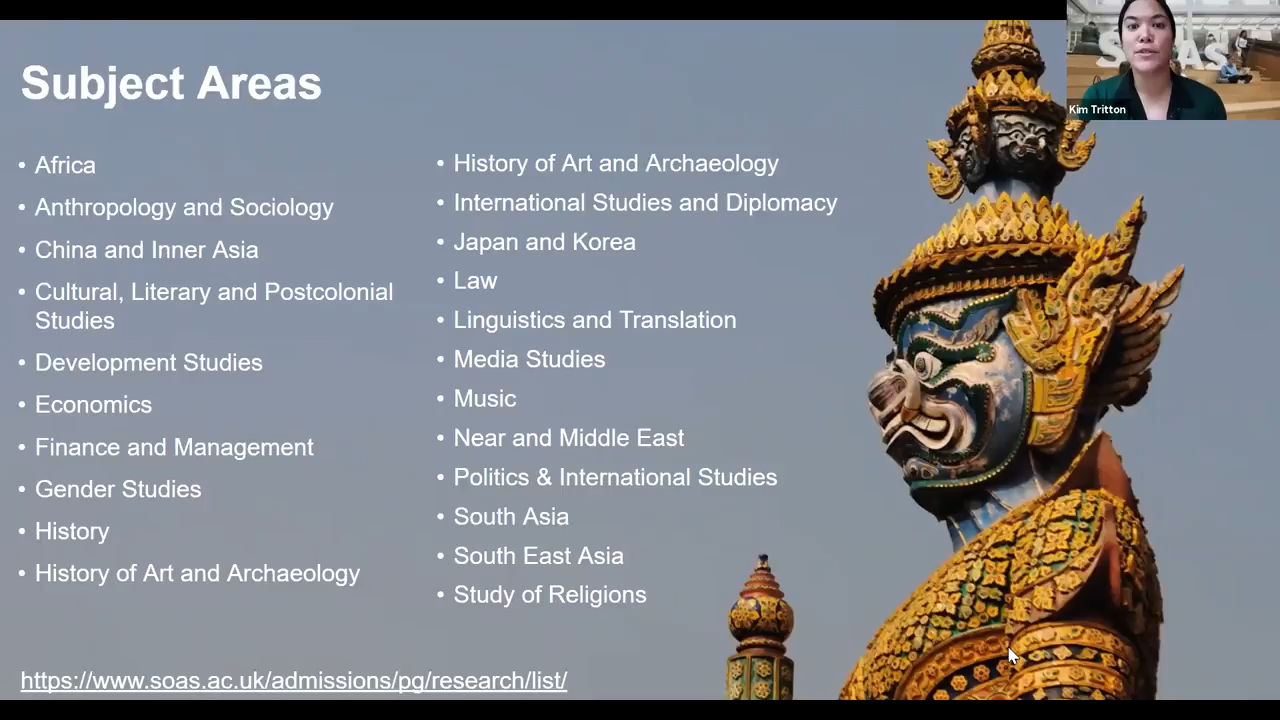 Subject Areas
• Africa
• Anthropology and Sociology
• China and Inner Asia
• Cultural, Literary and Postcolonial
Studies
• Development Studies
• Economics
• Finance and Management
• Gender Studies
• History
• History of Art and Archaeology
• History of Art and Archaeology
• International Studies and Diplomacy
• Japan and Korea
• Law
• Linguistics and Translation
• Media Studies
• Music
• Near and Middle East
• Politics & International Studies
• South Asia
• South East Asia
• Study of Religions
https://www.soas.ac.uk/admissions/pg/research/list/
SOAS
Kim Tritton